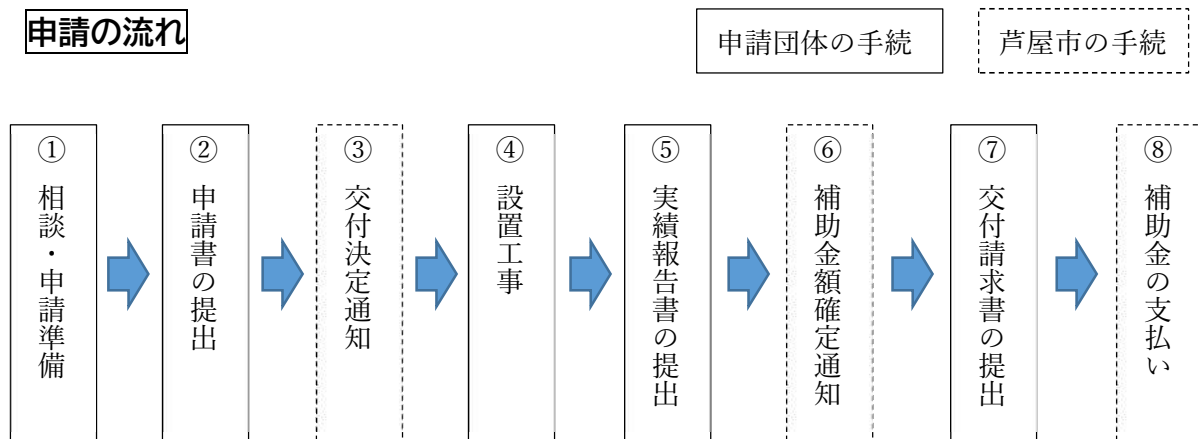 申請の流れ
申請団体の手続
芦屋市の手続
① 相談・申請準備
② 申請書の提出
③ 交付決定通知
④ 設置工事
⑤ 実績報告書の提出
⑥ 補助金額確定通知
⑦ 交付請求書の提出
⑧ 補助金の支払い